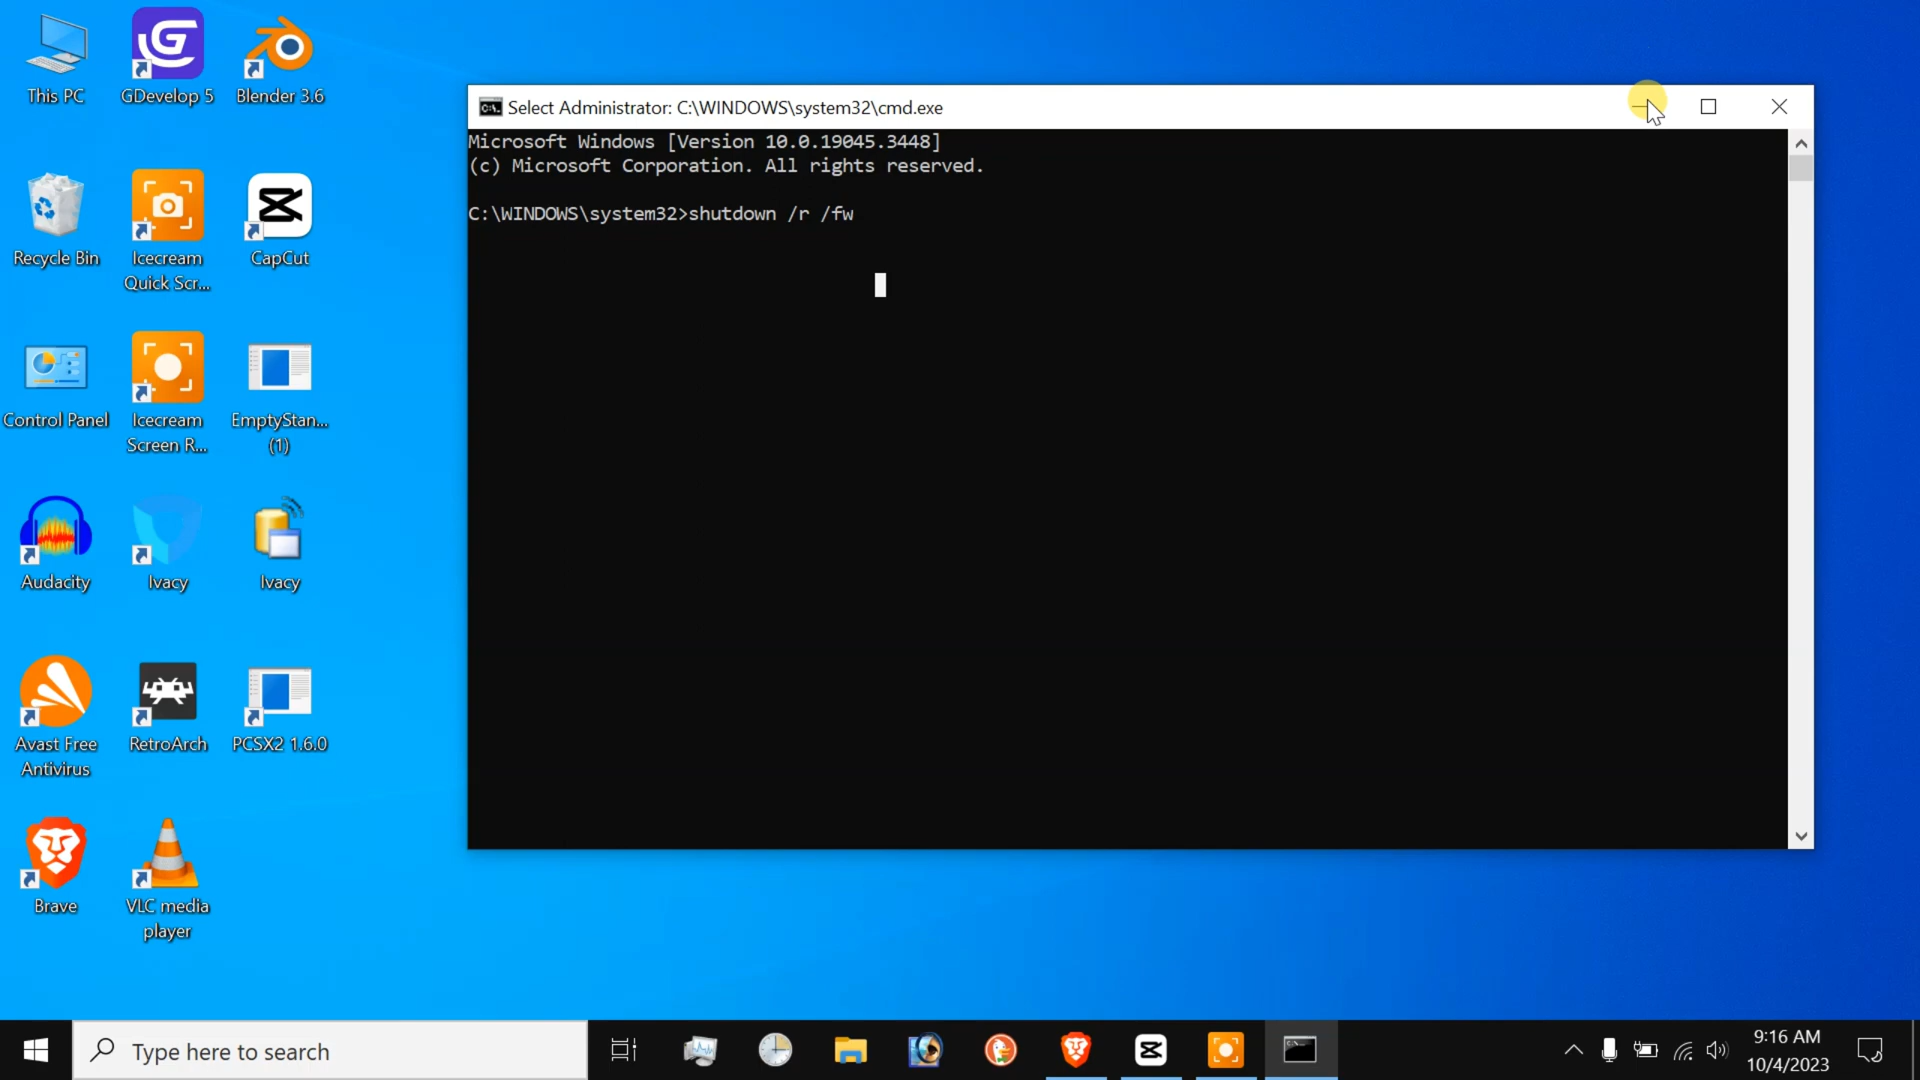 This PC
GDevelop 5
Blender 3.6
Recycle Bin
Icecream
Quick Scr...
CapCut
Control Panel
Icecream
Screen R...
EmptyStan...
(1)
Audacity
Ivacy
Ivacy
Avast Free
Antivirus
RetroArch
PCSX2 1.6.0
Brave
VLC media
player
Select Administrator: C:\WINDOWS\system32\cmd.exe
Microsoft Windows [Version 10.0.19045.3448]
(c) Microsoft Corporation. All rights reserved.
C:\WINDOWS\system32>shutdown /r /fw
Type here to search
9:16 AM
10/4/2023